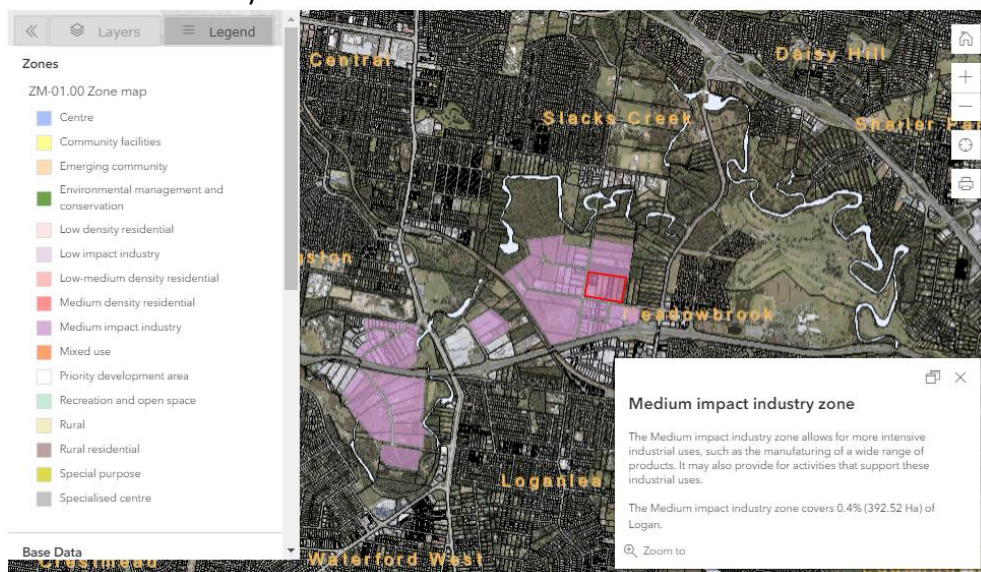 Layers
Legend
Zones
ZM-01.00 Zone map
Centre
Community facilities
Emerging community
Environmental management and
conservation
Low density residential
Low impact industry
Low-medium density residential
Medium density residential
Medium impact industry
Mixed use
Priority development area
Recreation and open space
Rural
Rural residential
Special purpose
Specialised centre
Base Data
Central
Daisy Hill
Slacks Creek
Shailer
Meadowbrook
Loganlea
Waterford West
Crestmead
Medium impact industry zone
The Medium impact industry zone allows for more intensive
industrial uses, such as the manufaturing of a wide range of
products. It may also provide for activities that support these
industrial uses.
The Medium impact industry zone covers 0.4% (392.52 Ha) of
Logan.
Zoom to